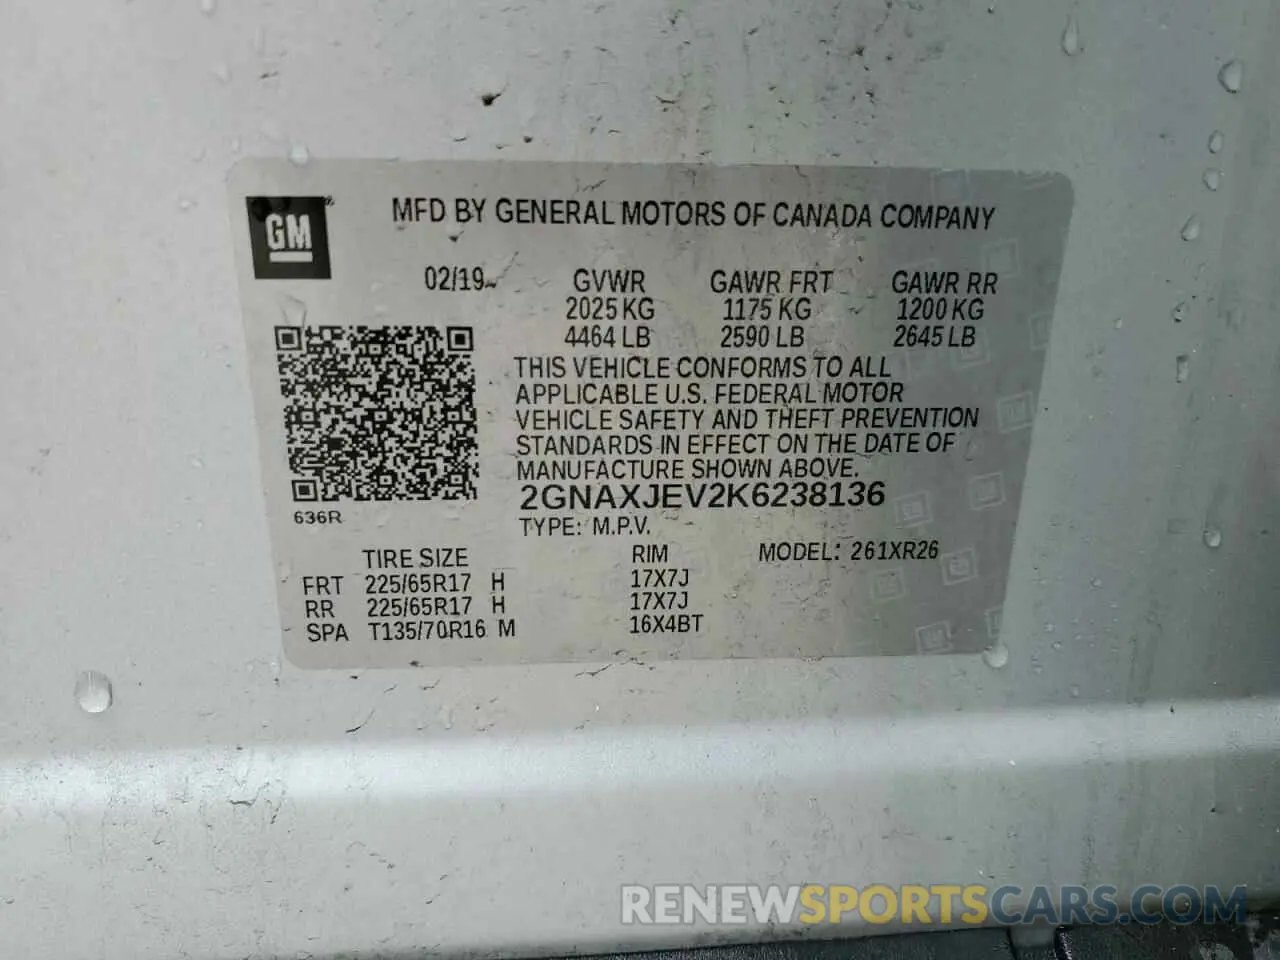 GM®
MFD BY GENERAL MOTORS OF CANADA COMPANY
02/19 GVWR GAWR FRT GAWR RR
2025 KG 1175 KG 1200 KG
4464 LB 2590 LB 2645 LB
THIS VEHICLE CONFORMS TO ALL
APPLICABLE U.S. FEDERAL MOTOR
VEHICLE SAFETY AND THEFT PREVENTION
STANDARDS IN EFFECT ON THE DATE OF
MANUFACTURE SHOWN ABOVE.
2GNAXJEV2K6238136
636R
TYPE: M.P.V.
TIRE SIZE RIM MODEL: 261XR26
FRT 225/65R17 H 17X7J
RR 225/65R17 H 17X7J
SPA T135/70R16 M 16X4BT
RENEWSPORTSCARS.COM